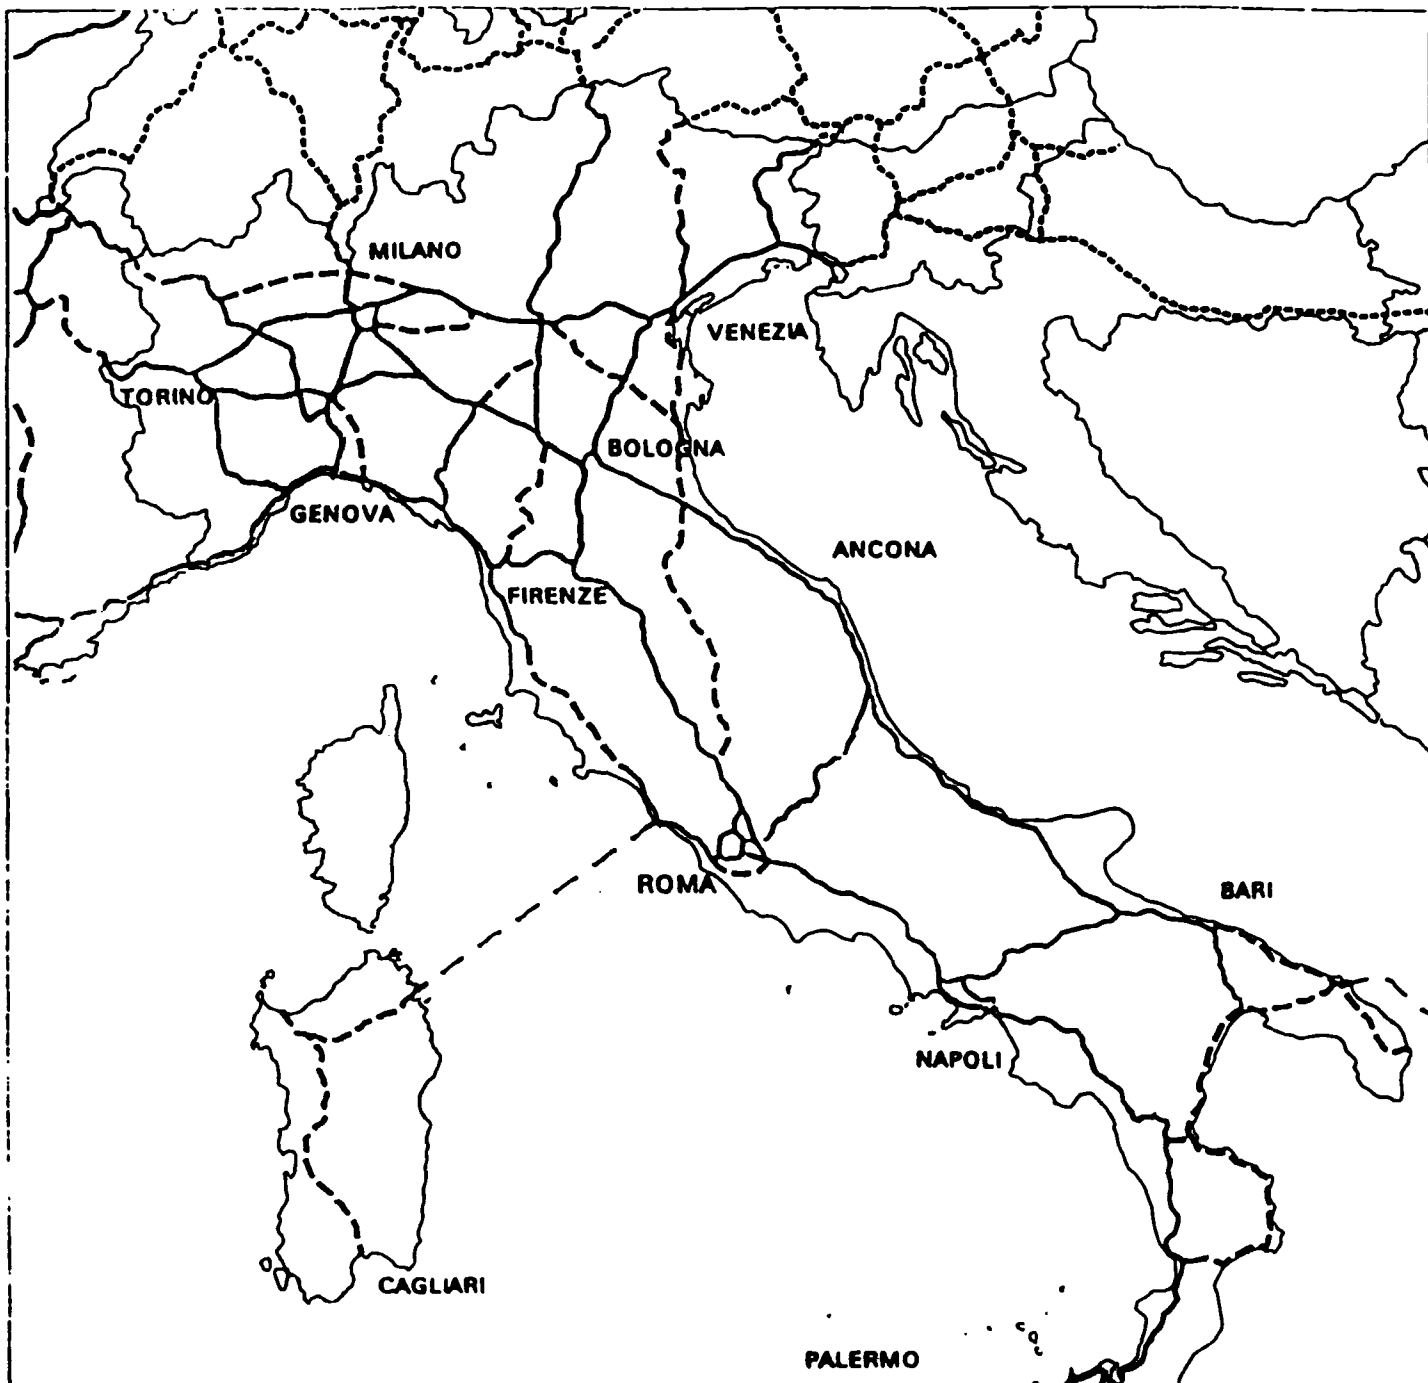 MILANO
VENEZIA
TORINO
BOLOGNA
GENOVA
ANCONA
FIRENZE
ROMA
BARI
NAPOLI
CAGLIARI
PALERMO